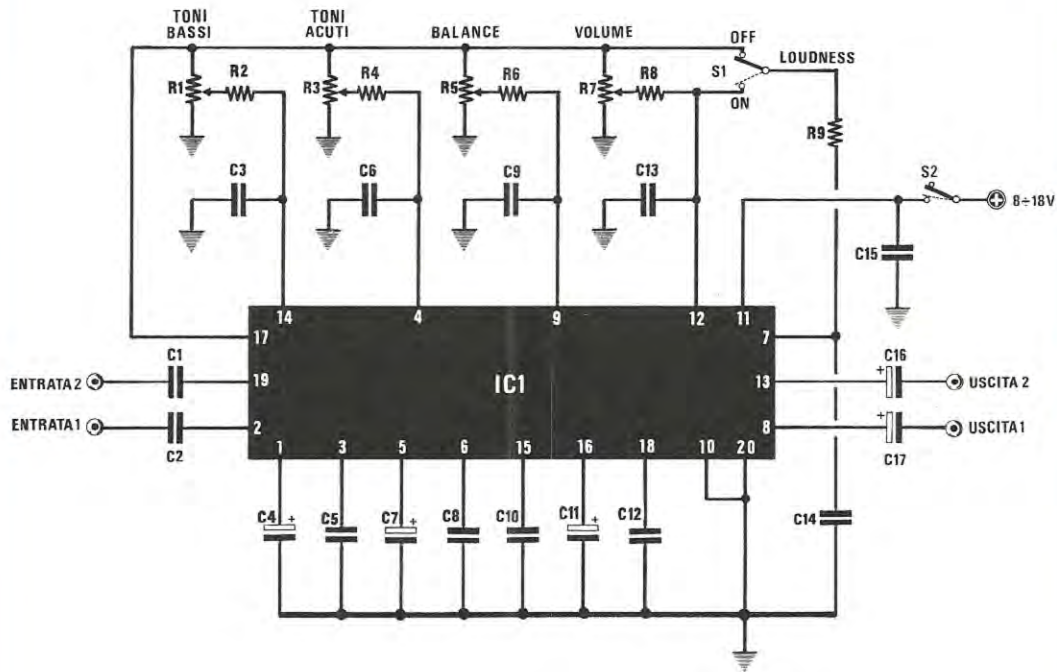 TONI BASSI
TONI ACUTI
BALANCE
VOLUME
OFF
LOUDNESS
S1
ON
R1
R2
R3
R4
R5
R6
R7
R8
R9
C3
C6
C9
C13
S2
8÷18V
C15
14
4
9
12
11
17
7
C1
C16
ENTRATA 2
19
IC1
13
USCITA 2
ENTRATA 1
2
8
USCITA 1
C2
C17
1
3
5
6
15
16
18
10
20
C4
C5
C7
C8
C10
C11
C12
C14